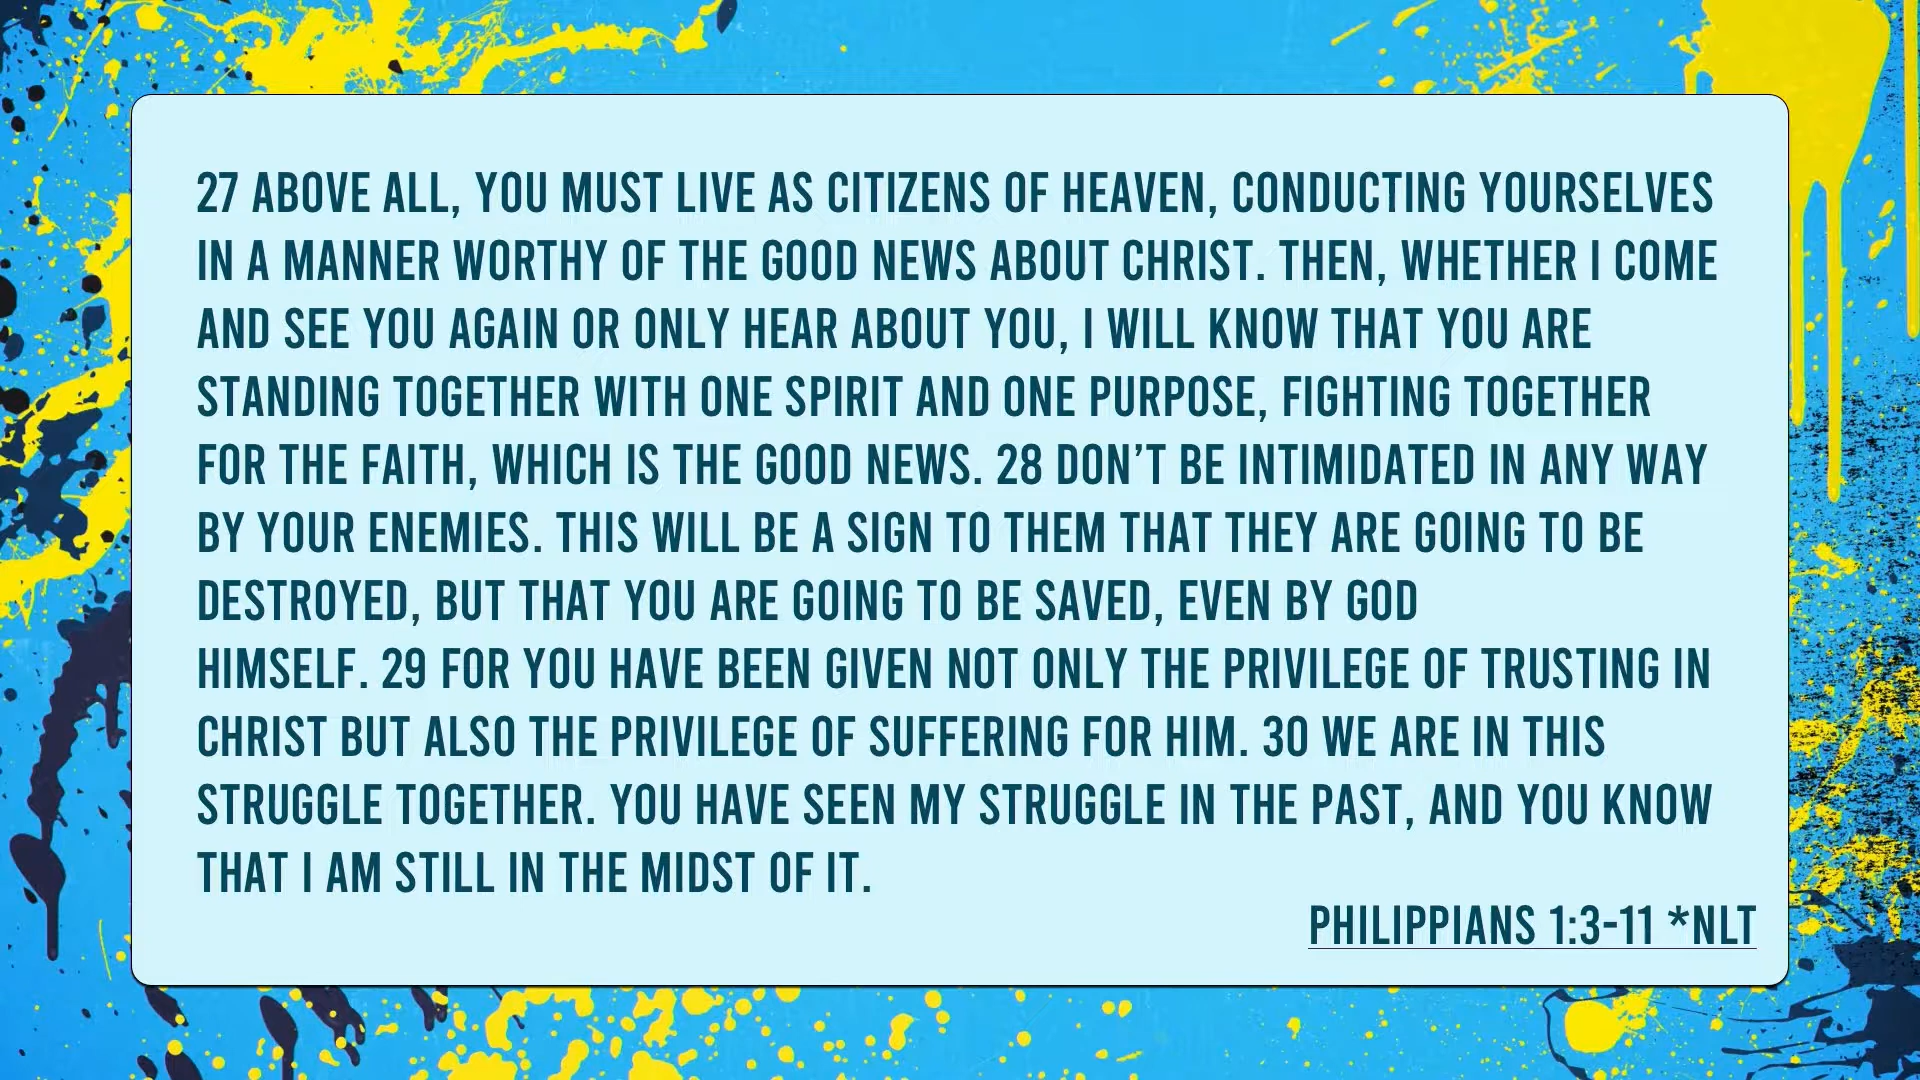 27 ABOVE ALL, YOU MUST LIVE AS CITIZENS OF HEAVEN, CONDUCTING YOURSELVES
IN A MANNER WORTHY OF THE GOOD NEWS ABOUT CHRIST. THEN, WHETHER I COME
AND SEE YOU AGAIN OR ONLY HEAR ABOUT YOU, I WILL KNOW THAT YOU ARE
STANDING TOGETHER WITH ONE SPIRIT AND ONE PURPOSE, FIGHTING TOGETHER
FOR THE FAITH, WHICH IS THE GOOD NEWS. 28 DON’T BE INTIMIDATED IN ANY WAY
BY YOUR ENEMIES. THIS WILL BE A SIGN TO THEM THAT THEY ARE GOING TO BE
DESTROYED, BUT THAT YOU ARE GOING TO BE SAVED, EVEN BY GOD
HIMSELF. 29 FOR YOU HAVE BEEN GIVEN NOT ONLY THE PRIVILEGE OF TRUSTING IN
CHRIST BUT ALSO THE PRIVILEGE OF SUFFERING FOR HIM. 30 WE ARE IN THIS
STRUGGLE TOGETHER. YOU HAVE SEEN MY STRUGGLE IN THE PAST, AND YOU KNOW
THAT I AM STILL IN THE MIDST OF IT.
PHILIPPIANS 1:3-11 *NLT